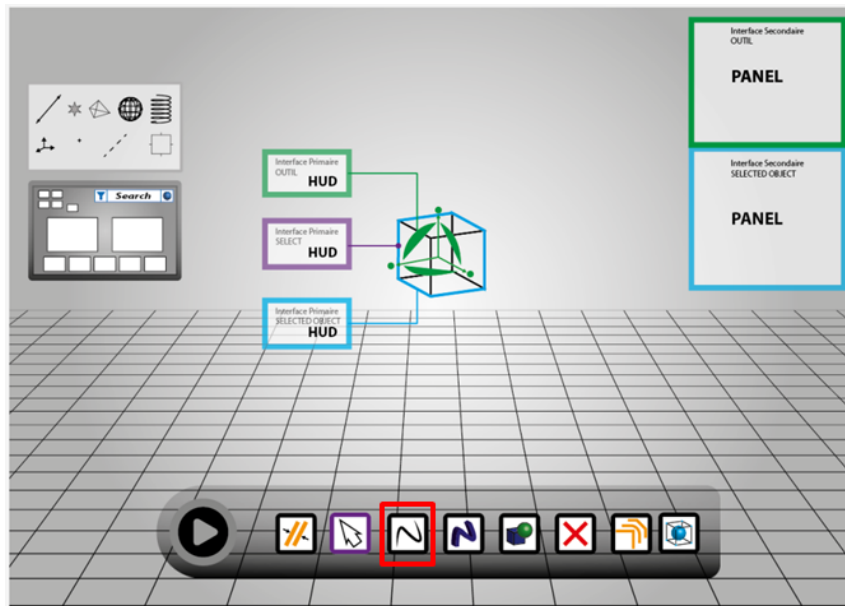 Interface Secondaire
OUTIL
PANEL
Interface Primaire
OUTIL
HUD
Search
Interface Secondaire
SELECTED OBJECT
PANEL
Interface Primaire
SELECT
HUD
Interface Primaire
SELECTED OBJECT
HUD